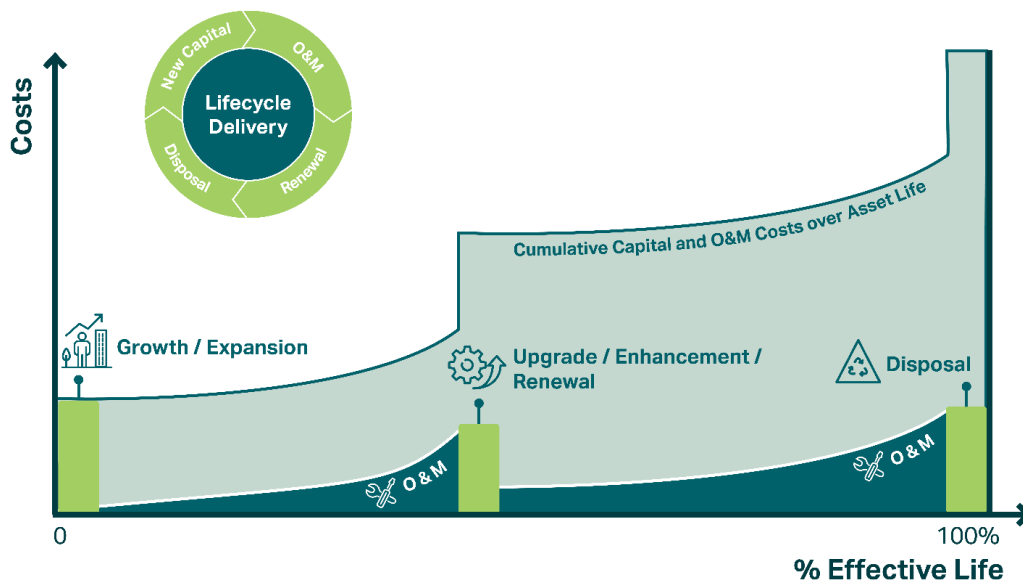 Costs
New Capital
O&M
Renewal
Disposal
Lifecycle
Delivery
Cumulative Capital and O&M Costs over Asset Life
Growth / Expansion
Upgrade / Enhancement /
Renewal
Disposal
O&M
O&M
0
100%
% Effective Life